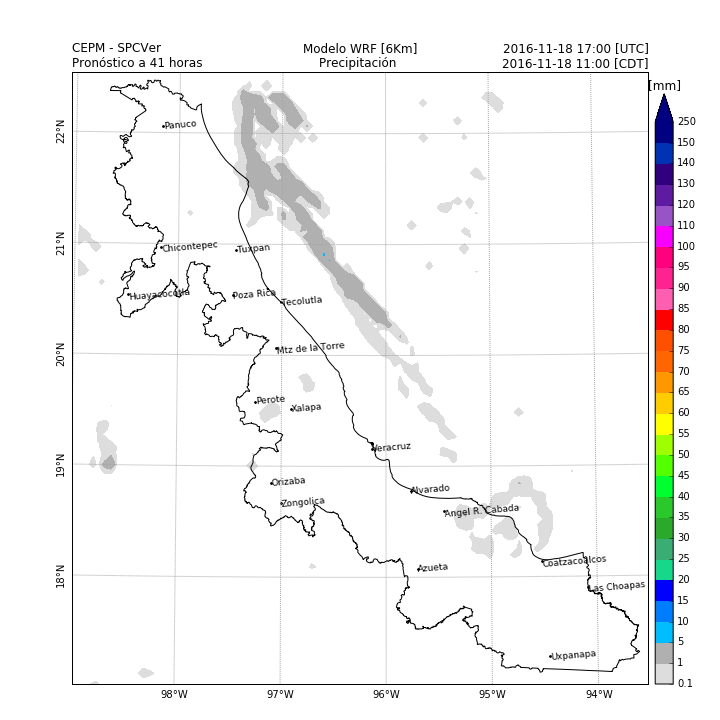 CEPM - SPCVer Modelo WRF [6Km] 2016-11-18 17:00 [UTC]
Pronóstico a 41 horas Precipitación 2016-11-18 11:00 [CDT]
[mm]
250
150
140
130
120
110
100
95
90
85
80
75
70
65
60
55
50
45
40
35
30
25
20
15
10
5
1
0.1
22°N
21°N
20°N
19°N
18°N
Panuco
Chicontepec
Tuxpan
Huayacocotla
Poza Rica
Tecolutla
Mtz de la Torre
Perote
Xalapa
Veracruz
Orizaba
Zongolica
Alvarado
Angel R. Cabada
Azueta
Coatzacoalcos
Las Choapas
Uxpanapa
98°W 97°W 96°W 95°W 94°W